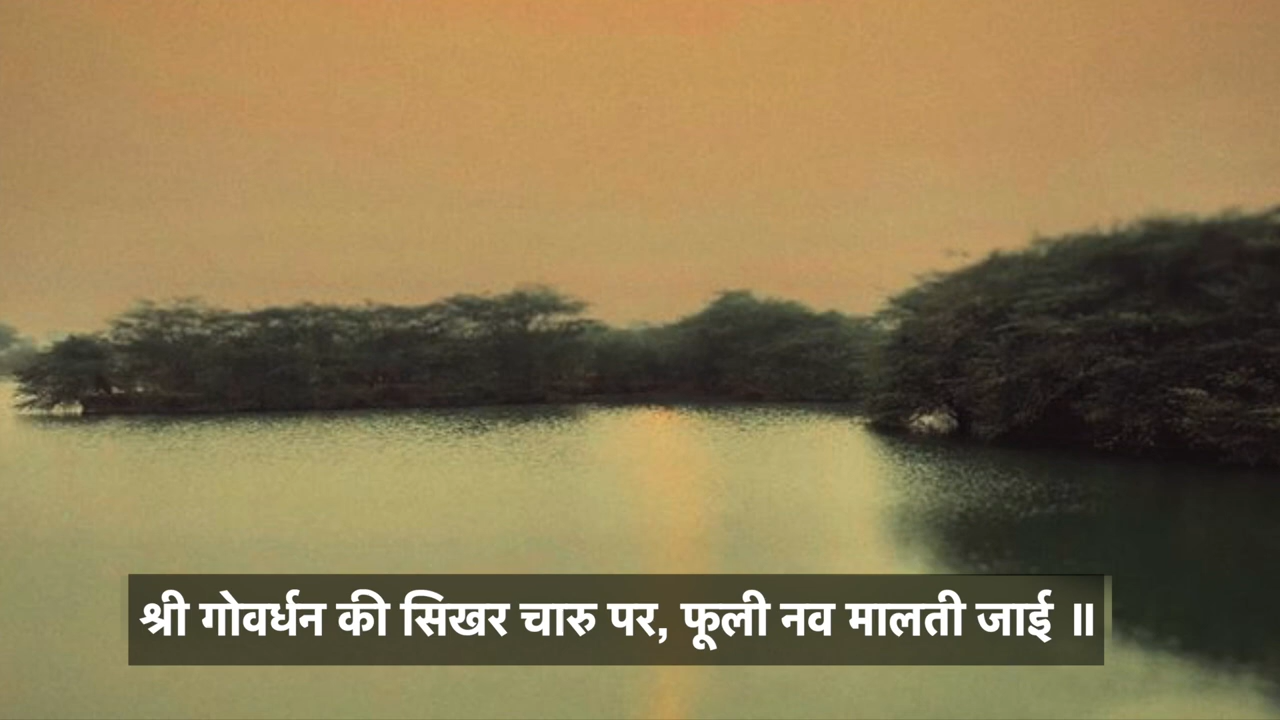 श्री गोवर्धन की सिखर चारु पर, फूली नव मालती जाई ॥